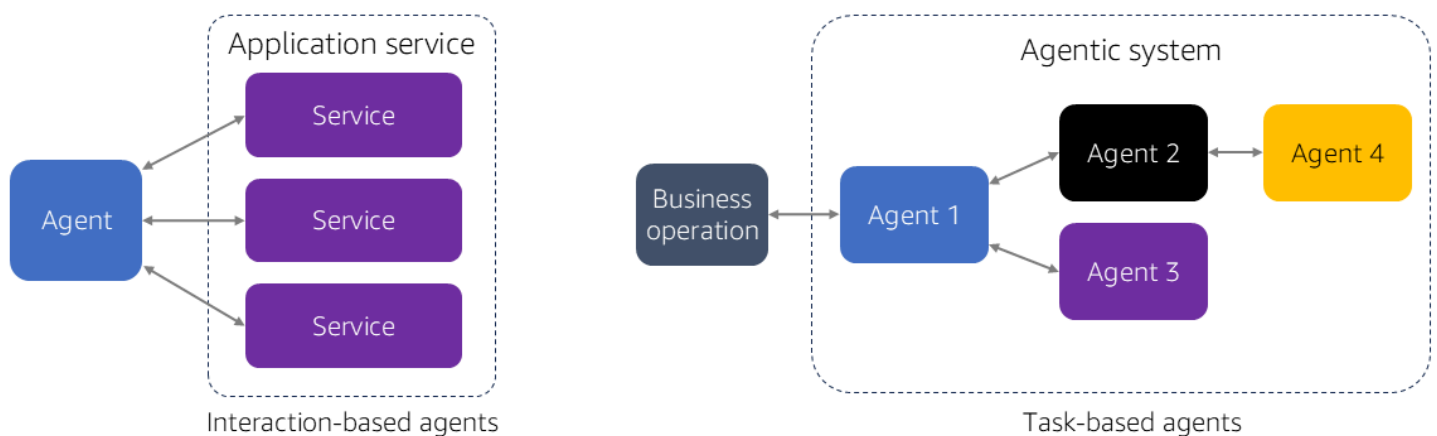 Application service
Service
Agent
Service
Service
Interaction-based agents
Agentic system
Business
operation
Agent 1
Agent 2
Agent 4
Agent 3
Task-based agents